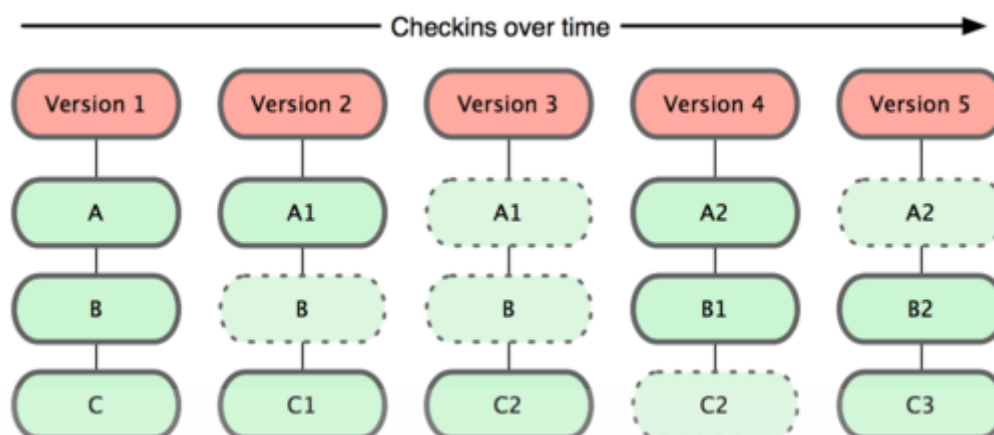 Checkins over time
Version 1 Version 2 Version 3 Version 4 Version 5
A A1 A1 A2 A2
B B B B1 B2
C C1 C2 C2 C3